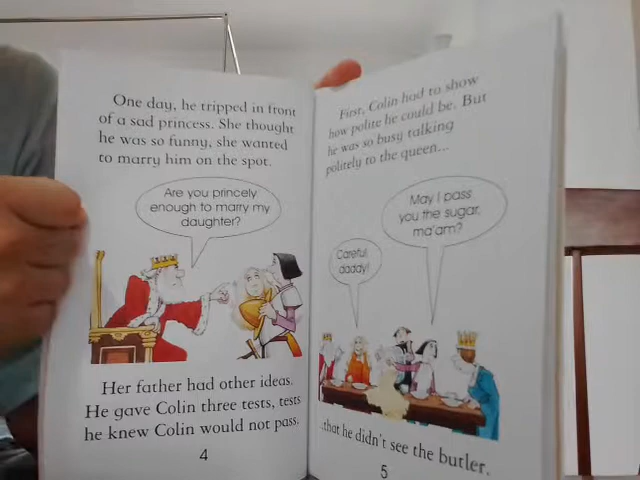 One day, he tripped in front
of a sad princess. She thought
he was so funny, she wanted
to marry him on the spot.
Are you princely
enough to marry my
daughter?
Her father had other ideas.
He gave Colin three tests, tests
he knew Colin would not pass.
4
First, Colin had to show
how polite he could be. But
he was so busy talking
politely to the queen...
May I pass
you the sugar,
ma'am?
Careful,
daddy!
...that he didn't see the butler.
5